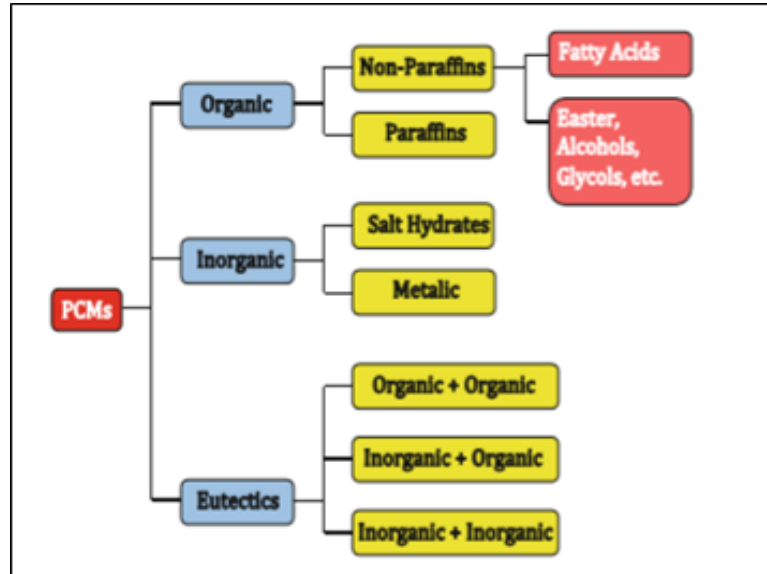 Non-Paraffins
Fatty Acids
Organic
Paraffins
Easter,
Alcohols,
Glycols, etc.
Salt Hydrates
Inorganic
Metalic
PCMs
Organic + Organic
Inorganic + Organic
Eutectics
Inorganic + Inorganic